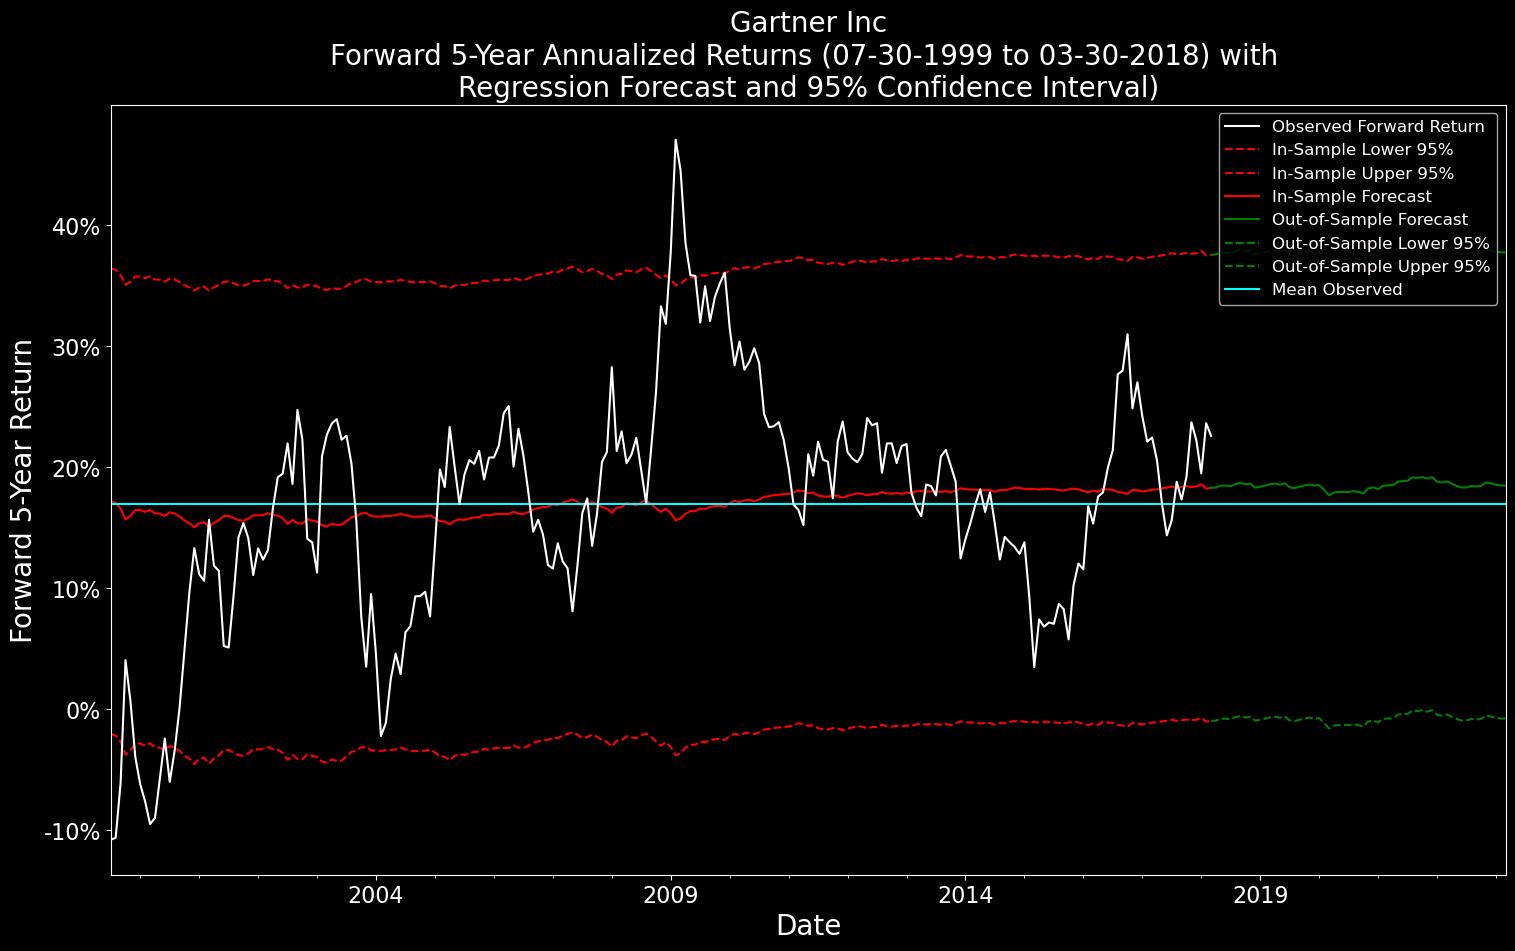 Gartner Inc
Forward 5-Year Annualized Returns (07-30-1999 to 03-30-2018) with
Regression Forecast and 95% Confidence Interval)
Observed Forward Return
In-Sample Lower 95%
In-Sample Upper 95%
In-Sample Forecast
Out-of-Sample Forecast
Out-of-Sample Lower 95%
Out-of-Sample Upper 95%
Mean Observed
Forward 5-Year Return
40%
30%
20%
10%
0%
-10%
2004
2009
2014
2019
Date